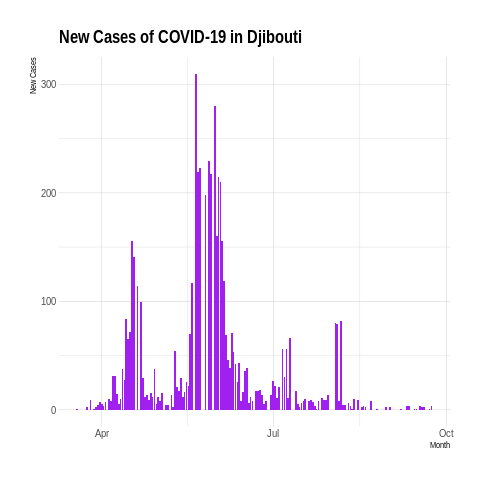 New Cases of COVID-19 in Djibouti
New Cases
300
200
100
0
Apr
Jul
Oct
Month